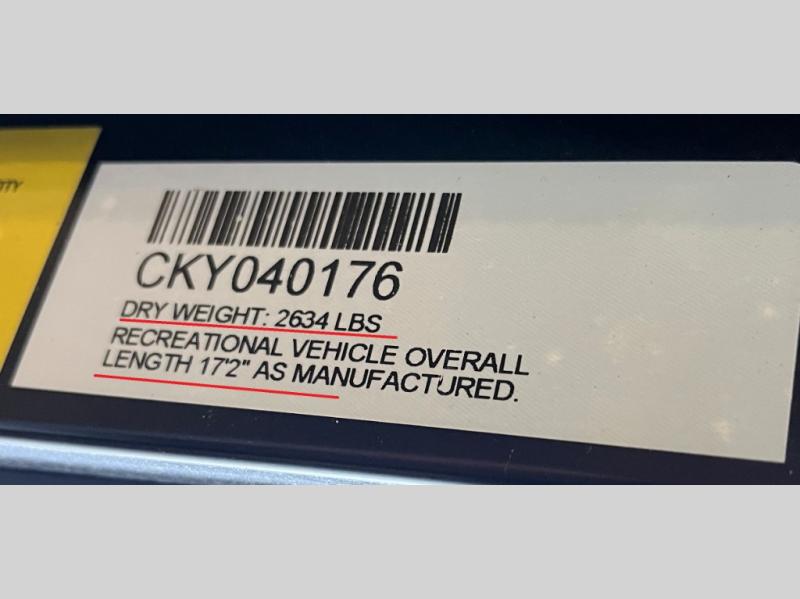 CKY040176
DRY WEIGHT: 2634 LBS
RECREATIONAL VEHICLE OVERALL
LENGTH 17'2" AS MANUFACTURED.